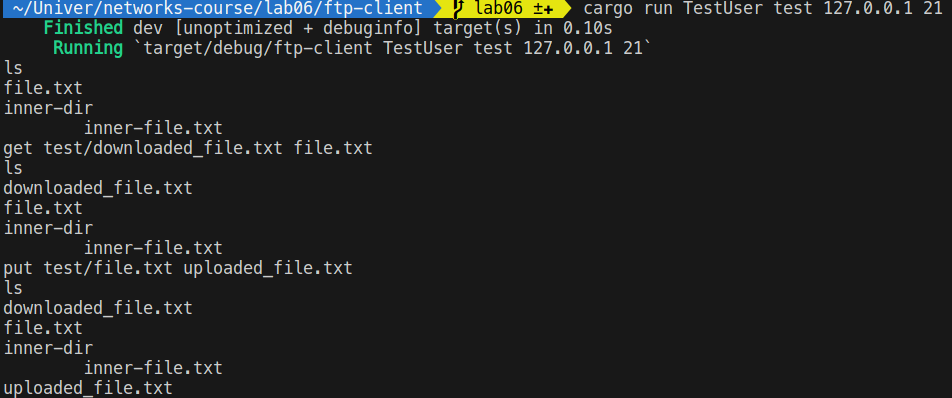 ~/Univer/networks-course/lab06/ftp-client lab06 ±✚ cargo run TestUser test 127.0.0.1 21
Finished dev [unoptimized + debuginfo] target(s) in 0.10s
Running `target/debug/ftp-client TestUser test 127.0.0.1 21`
ls
file.txt
inner-dir
inner-file.txt
get test/downloaded_file.txt file.txt
ls
downloaded_file.txt
file.txt
inner-dir
inner-file.txt
put test/file.txt uploaded_file.txt
ls
downloaded_file.txt
file.txt
inner-dir
inner-file.txt
uploaded_file.txt